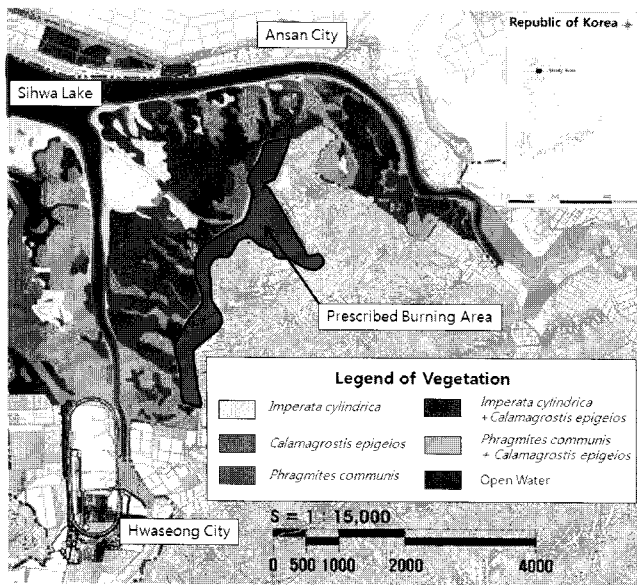 Ansan City
Republic of Korea
Sihwa Lake
Prescribed Burning Area
Legend of Vegetation
Imperata cylindrica
Calamagrostis epigeios
Phragmites communis
Imperata cylindrica
+ Calamagrostis epigeios
Phragmites communis
+ Calamagrostis epigeios
Open Water
Hwaseong City
S = 1 : 15,000
0 500 1000 2000 4000